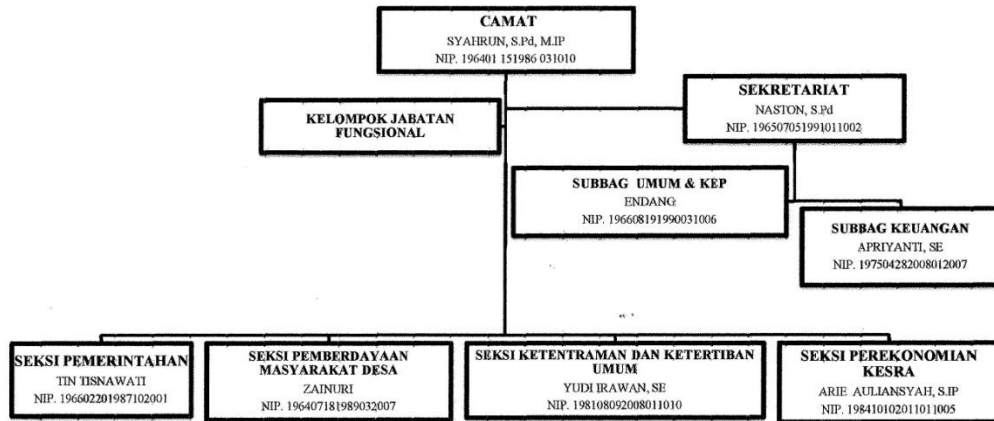 CAMAT
SYAHRUN, S.Pd, M.IP
NIP. 196401 151986 031010
SEKRETARIAT
NASTON, S.Pd
NIP. 196507051991011002
KELOMPOK JABATAN
FUNGSIONAL
SUBBAG UMUM & KEP
ENDANG
NIP. 196608191990031006
SUBBAG KEUANGAN
APRIYANTI, SE
NIP. 197504282008012007
SEKSI PEMERINTAHAN
TIN TISNAWATI
NIP. 196602201987102001
SEKSI PEMBERDAYAAN
MASYARAKAT DESA
ZAINURI
NIP. 196407181989032007
SEKSI KETENTRAMAN DAN KETERTIBAN
UMUM
YUDI IRAWAN, SE
NIP. 198108092008011010
SEKSI PEREKONOMIAN
KESRA
ARIE AULIANSYAH, S.IP
NIP. 198410102011011005